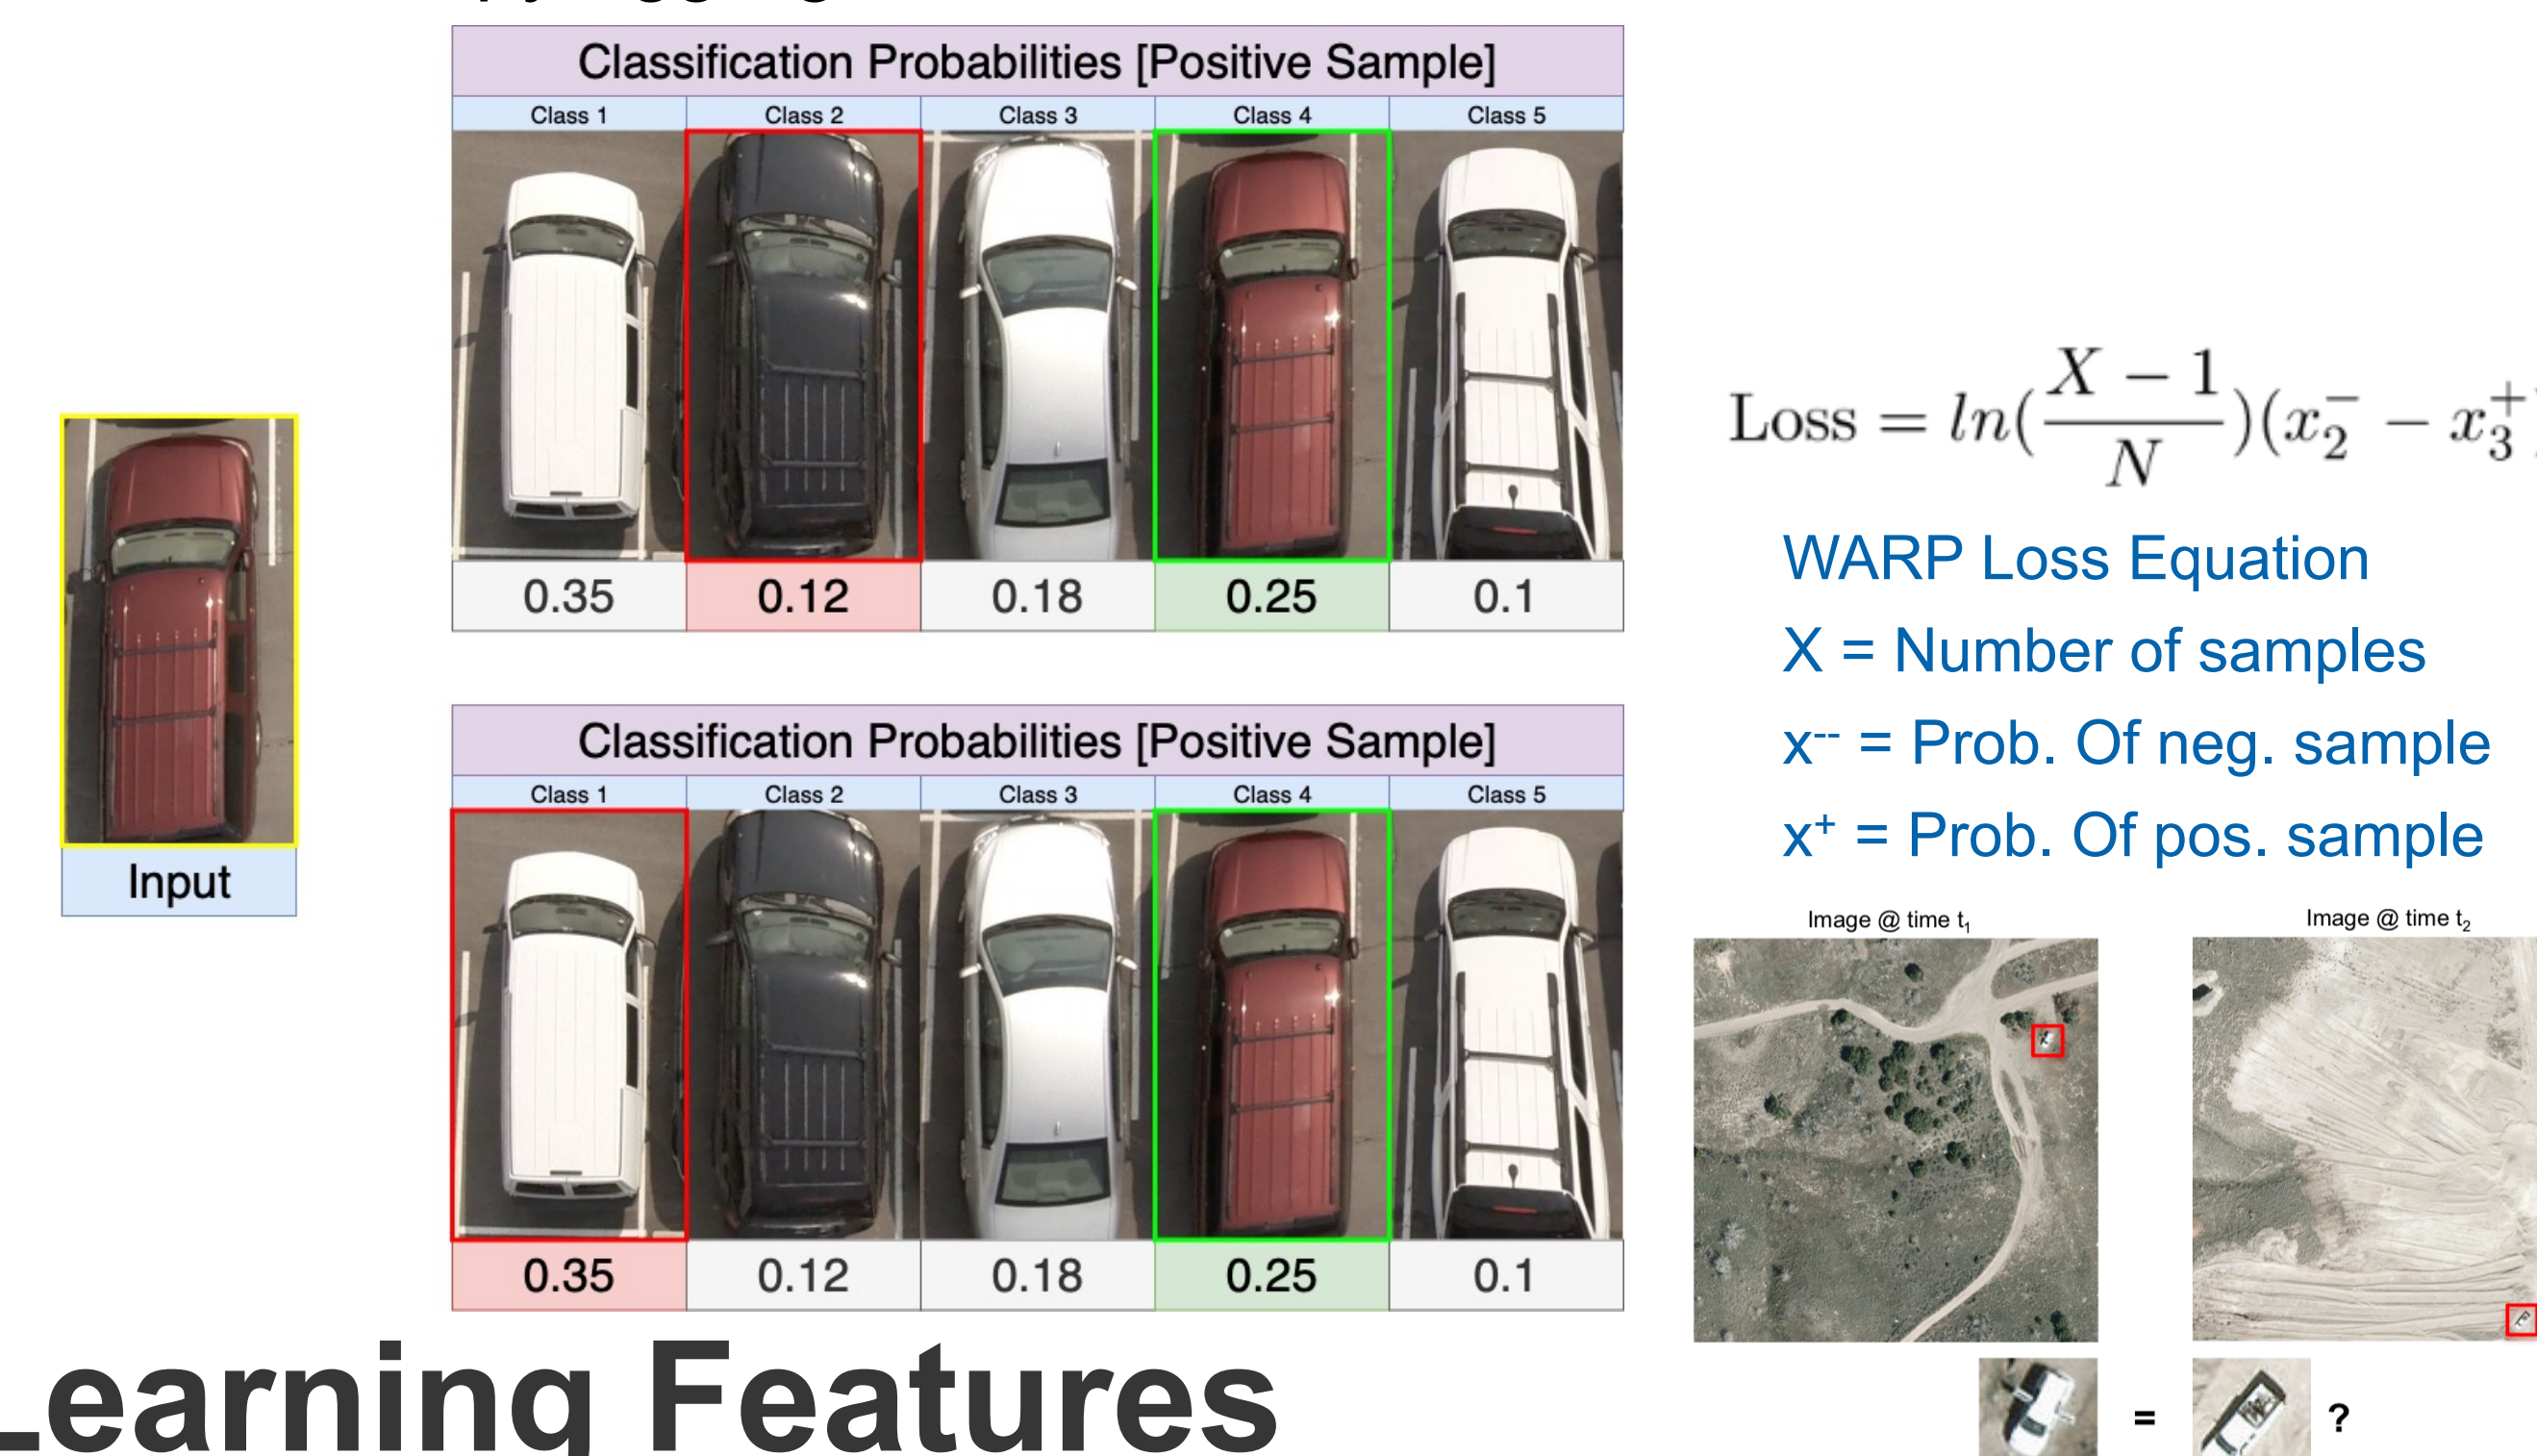 Classification Probabilities [Positive Sample]
Class 1 Class 2 Class 3 Class 4 Class 5
0.35 0.12 0.18 0.25 0.1
Input
Classification Probabilities [Positive Sample]
Class 1 Class 2 Class 3 Class 4 Class 5
0.35 0.12 0.18 0.25 0.1
Learning Features
Loss = ln(\frac{X - 1}{N})(x_2^- - x_3^+)
WARP Loss Equation
X = Number of samples
x-- = Prob. Of neg. sample
x+ = Prob. Of pos. sample
Image @ time t1
Image @ time t2
= ?